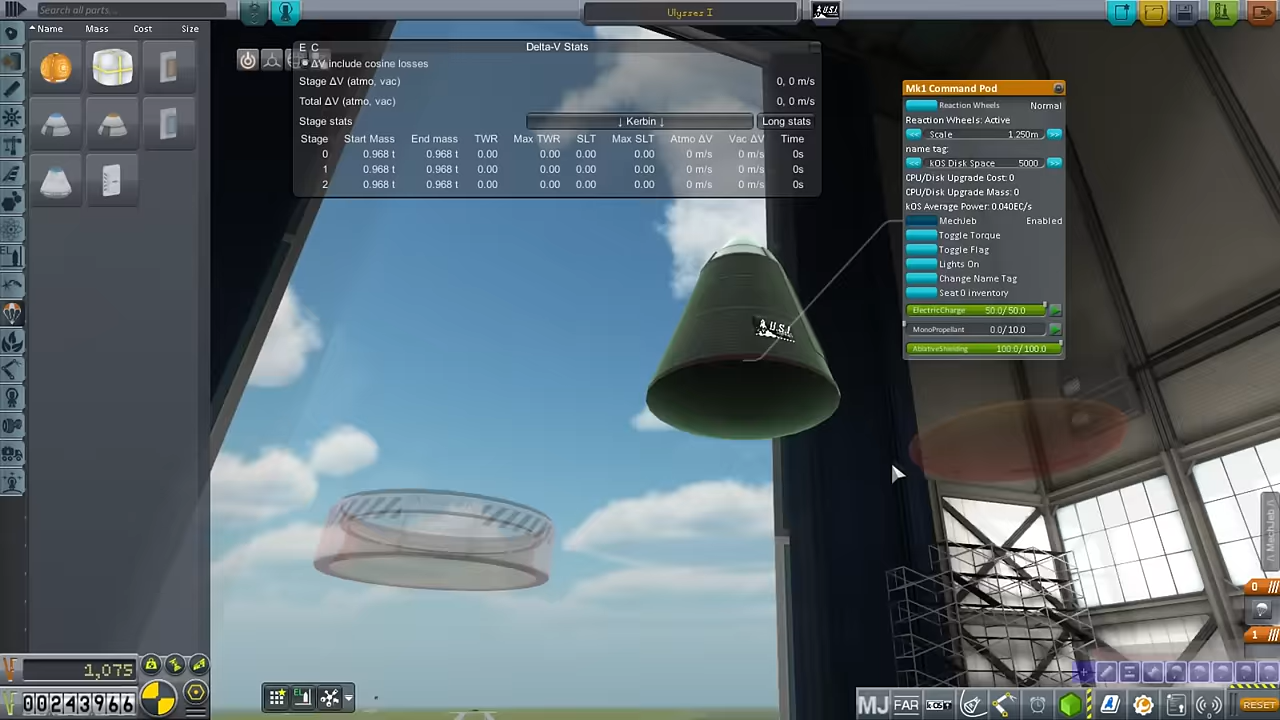 Search all parts...
Ulysses I
U.S.I.
Name Mass Cost Size
E C Delta-V Stats
ΔV include cosine losses
Stage ΔV (atmo, vac) 0, 0 m/s
Total ΔV (atmo, vac) 0, 0 m/s
Stage stats ↓ Kerbin ↓ Long stats
Stage Start Mass End mass TWR Max TWR SLT Max SLT Atmo ΔV Vac ΔV Time
0 0.968 t 0.968 t 0.00 0.00 0.00 0.00 0 m/s 0 m/s 0s
1 0.968 t 0.968 t 0.00 0.00 0.00 0.00 0 m/s 0 m/s 0s
2 0.968 t 0.968 t 0.00 0.00 0.00 0.00 0 m/s 0 m/s 0s
Mk1 Command Pod
Reaction Wheels Normal
Reaction Wheels: Active
<< Scale 1.250m >>
name tag:
<< kOS Disk Space 5000 >>
CPU/Disk Upgrade Cost: 0
CPU/Disk Upgrade Mass: 0
kOS Average Power: 0.040EC/s
MechJeb Enabled
Toggle Torque
Toggle Flag
Lights On
Change Name Tag
Seat 0 inventory
ElectricCharge 50.0/50.0
MonoPropellant 0.0/10.0
AblativeShielding 100.0/100.0
U.S.I.
EL
/\ MechJeb /\
0
1
1,075
00243966
EL
MJ FAR kOS
RESET